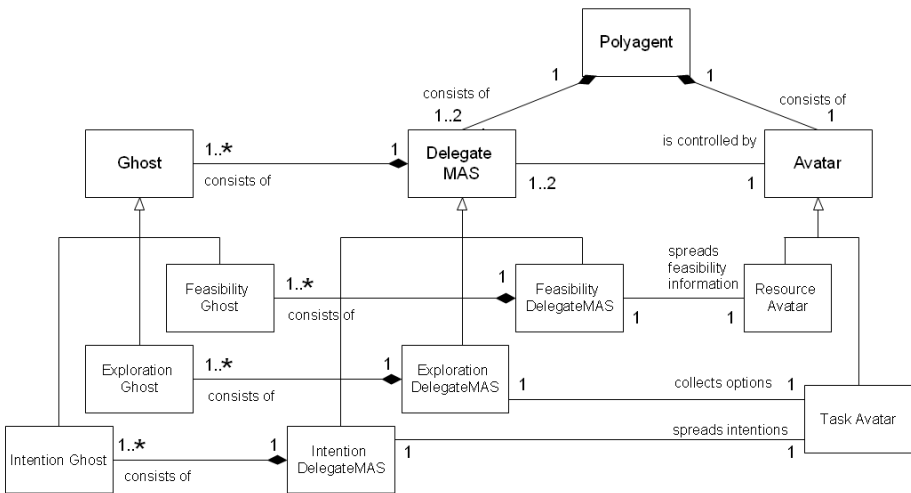 Polyagent
1
1
consists of
consists of
1..2
1
Ghost
1..*
1
Delegate
MAS
is controlled by
Avatar
consists of
1..2
1
spreads
feasibility
information
Feasibility
Ghost
1..*
1
Feasibility
DelegateMAS
Resource
Avatar
consists of
1
1
Exploration
Ghost
1..*
1
Exploration
DelegateMAS
consists of
1
collects options
1
Task Avatar
Intention Ghost
1..*
1
Intention
DelegateMAS
spreads intentions
consists of
1
1